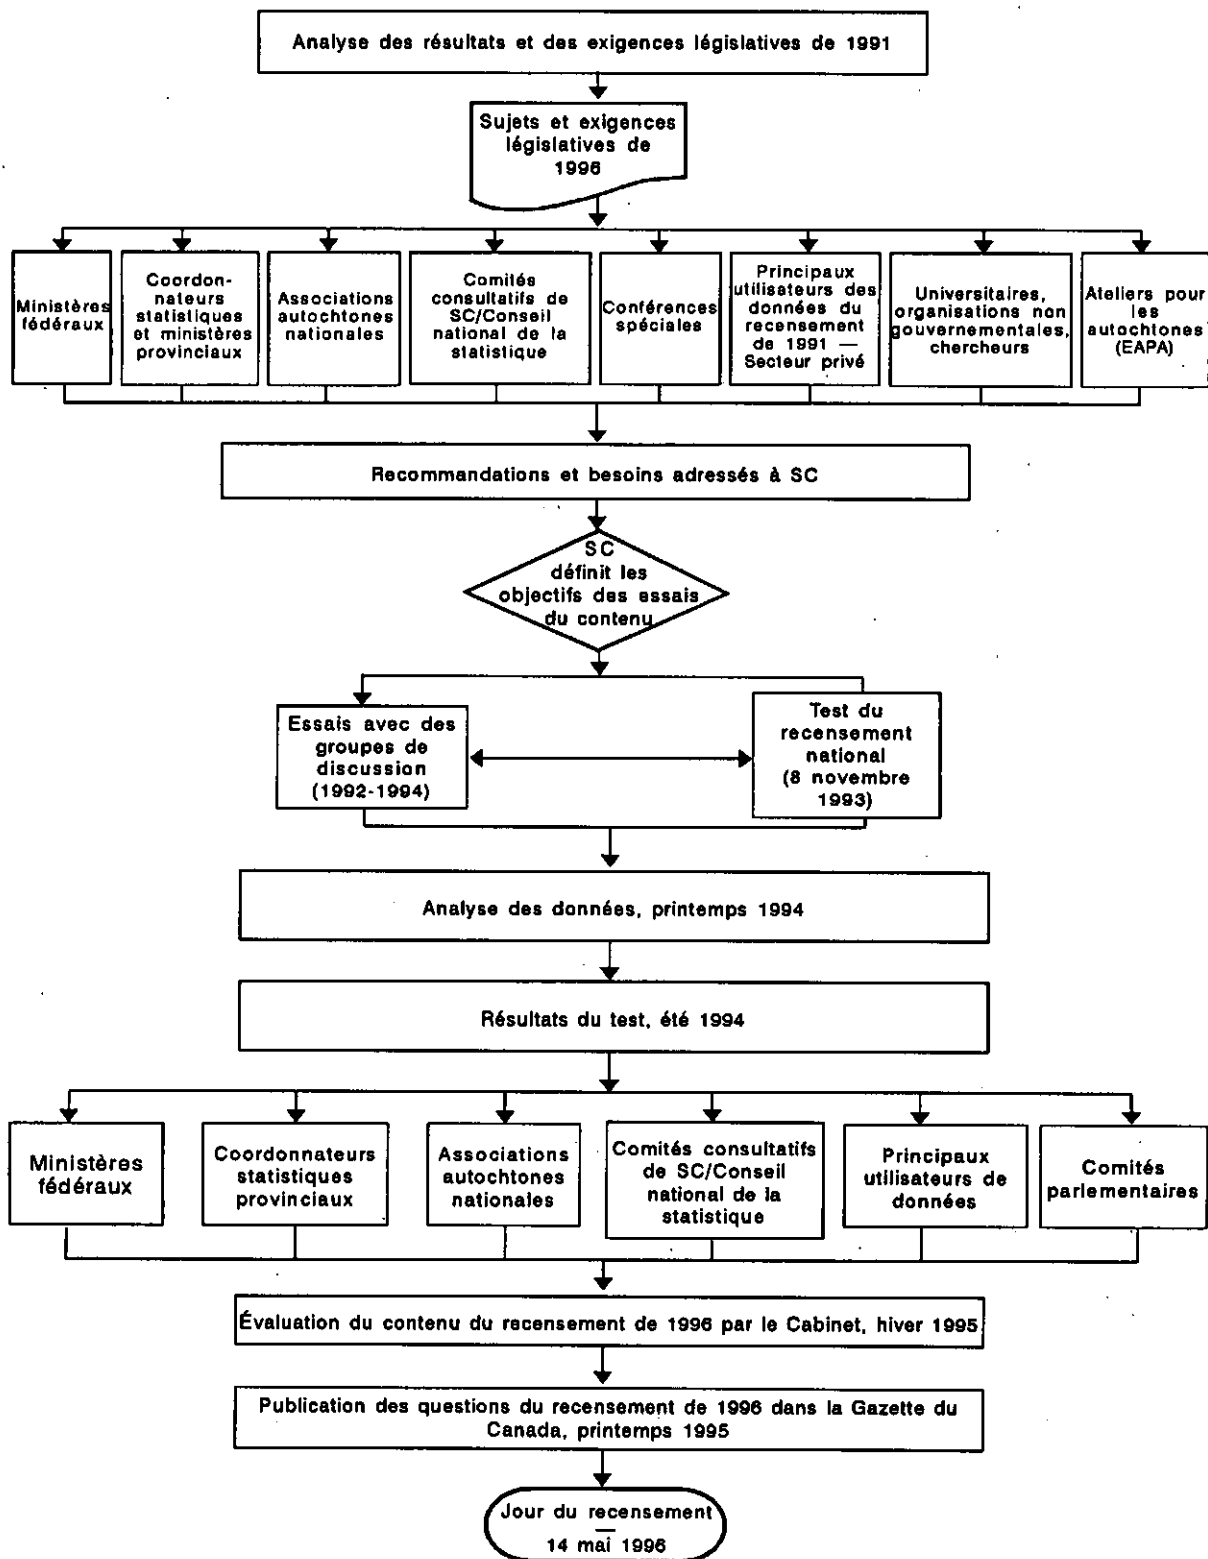 Analyse des résultats et des exigences législatives de 1991
Sujets et exigences
législatives de
1996
Ministères
fédéraux
Coordon-
nateurs
statistiques
et ministères
provinciaux
Associations
autochtones
nationales
Comités
consultatifs de
SC/Conseil
national de la
statistique
Conférences
spéciales
Principaux
utilisateurs des
données du
recensement
de 1991 —
Secteur privé
Universitaires,
organisations non
gouvernementales,
chercheurs
Ateliers pour
les
autochtones
(EAPA)
Recommandations et besoins adressés à SC
SC
définit les
objectifs des essais
du contenu
Essais avec des
groupes de
discussion
(1992-1994)
Test du
recensement
national
(8 novembre
1993)
Analyse des données, printemps 1994
Résultats du test, été 1994
Ministères
fédéraux
Coordonnateurs
statistiques
provinciaux
Associations
autochtones
nationales
Comités consultatifs
de SC/Conseil
national de la
statistique
Principaux
utilisateurs de
données
Comités
parlementaires
Évaluation du contenu du recensement de 1996 par le Cabinet, hiver 1995
Publication des questions du recensement de 1996 dans la Gazette du
Canada, printemps 1995
Jour du recensement
—
14 mai 1996